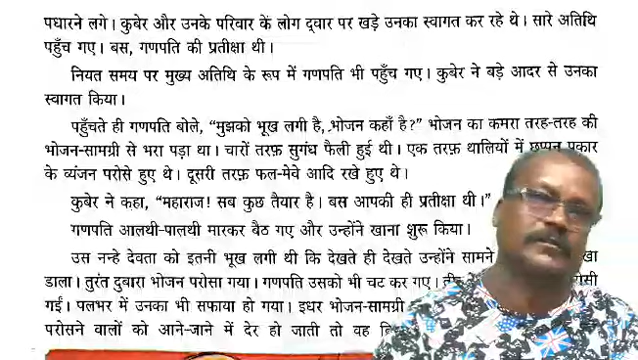 पधारने लगे। कुबेर और उनके परिवार के लोग द्वार पर खड़े उनका स्वागत कर रहे थे। सारे अतिथि
पहुँच गए। बस, गणपति की प्रतीक्षा थी।
नियत समय पर मुख्य अतिथि के रूप में गणपति भी पहुँच गए। कुबेर ने बड़े आदर से उनका
स्वागत किया।
पहुँचते ही गणपति बोले, “मुझको भूख लगी है, भोजन कहाँ है?” भोजन का कमरा तरह-तरह की
भोजन-सामग्री से भरा पड़ा था। चारों तरफ़ सुगंध फैली हुई थी। एक तरफ़ थालियों में छप्पन प्रकार
के व्यंजन परोसे हुए थे। दूसरी तरफ़ फल-मेवे आदि रखे हुए थे।
कुबेर ने कहा, “महाराज! सब कुछ तैयार है। बस आपकी ही प्रतीक्षा थी।”
गणपति आलथी-पालथी मारकर बैठ गए और उन्होंने खाना शुरू किया।
उस नन्हे देवता को इतनी भूख लगी थी कि देखते ही देखते उन्होंने सामने खा
डाला। तुरंत दुबारा भोजन परोसा गया। गणपति उसको भी चट कर गए।
गईं। पलभर में उनका भी सफाया हो गया। इधर भोजन-सामग्री
परोसने वालों को आने-जाने में देर हो जाती तो वह